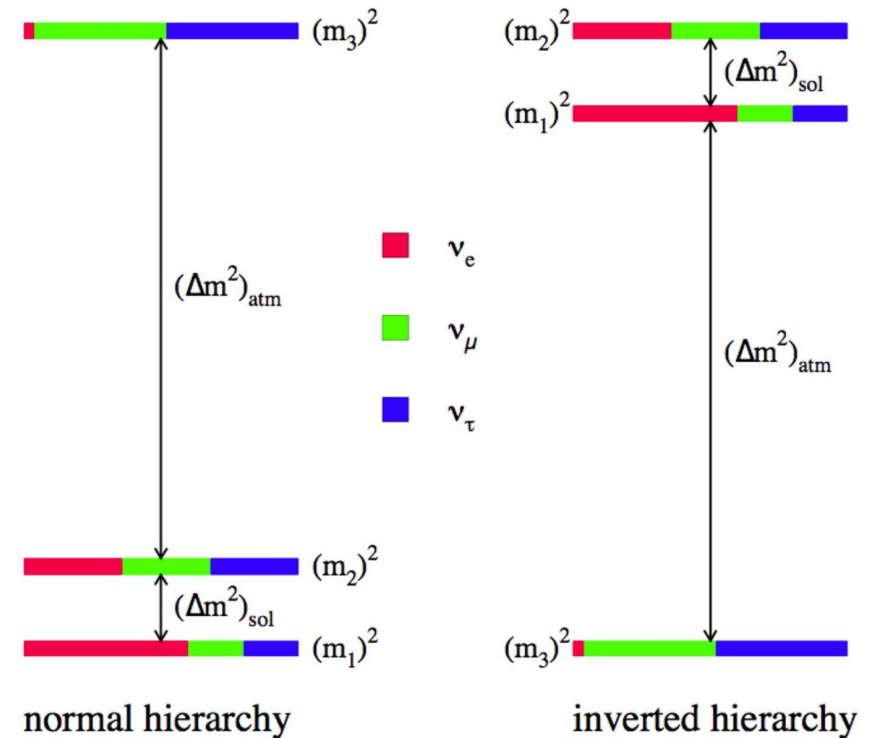 (m₃)²
(Δm²)atm
(m₂)²
(Δm²)sol
(m₁)²
normal hierarchy
νe
νμ
ντ
(m₂)²
(Δm²)sol
(m₁)²
(Δm²)atm
(m₃)²
inverted hierarchy